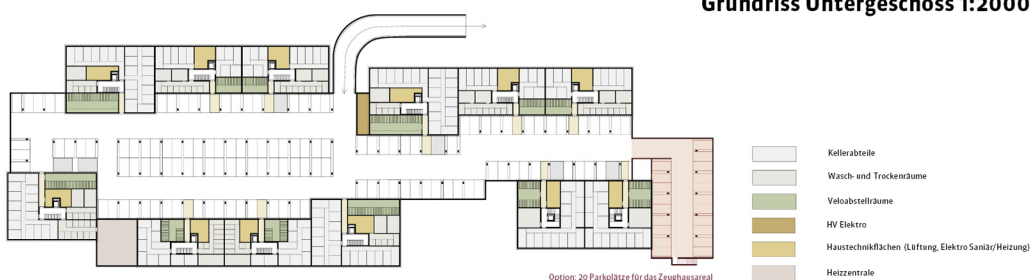 Grundriss Untergeschoss 1:2000
Kellerabteile
Wasch- und Trockenräume
Veloabstellräume
HV Elektro
Haustechnikflächen (Lüftung, Elektro Saniär/Heizung)
Heizzentrale
Option: 20 Parkplätze für das Zeughausareal